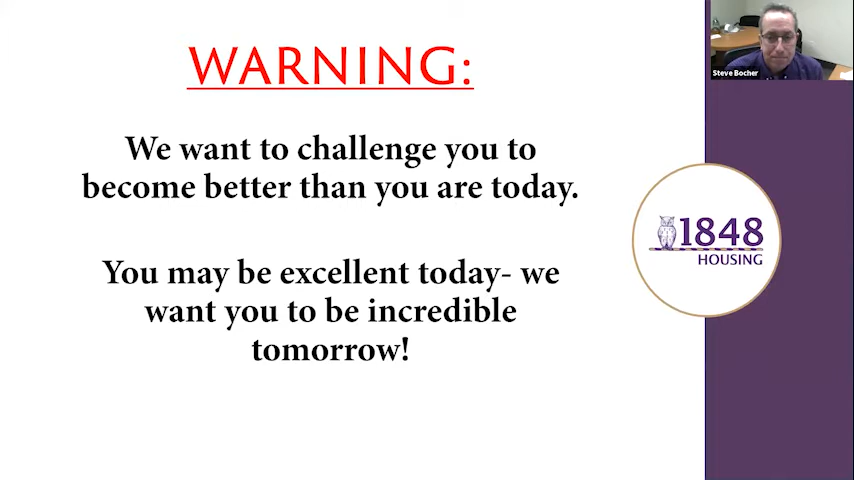 WARNING:
We want to challenge you to
become better than you are today.
You may be excellent today- we
want you to be incredible
tomorrow!
Steve Bocher
1848
HOUSING